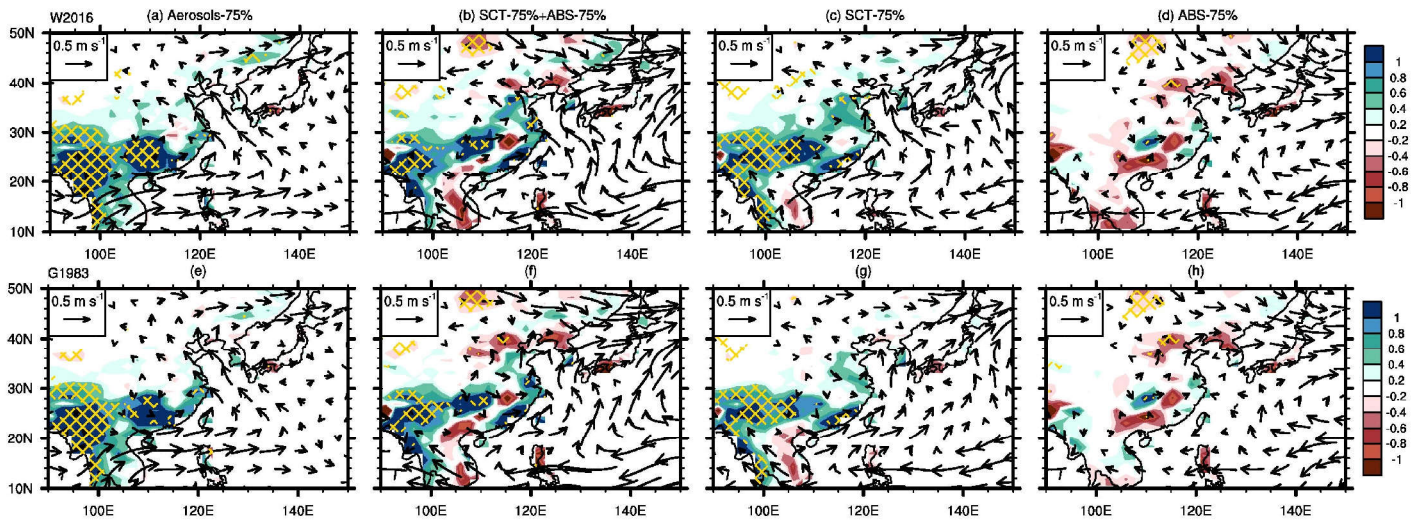 W2016 (a) Aerosols-75% (b) SCT-75%+ABS-75% (c) SCT-75% (d) ABS-75%
50N
0.5 m s-1 0.5 m s-1 0.5 m s-1 0.5 m s-1
40N
30N
20N
10N
100E 120E 140E 100E 120E 140E 100E 120E 140E 100E 120E 140E
1
0.8
0.6
0.4
0.2
-0.2
-0.4
-0.6
-0.8
-1
G1983 (e) (f) (g) (h)
50N
0.5 m s-1 0.5 m s-1 0.5 m s-1 0.5 m s-1
40N
30N
20N
10N
100E 120E 140E 100E 120E 140E 100E 120E 140E 100E 120E 140E
1
0.8
0.6
0.4
0.2
-0.2
-0.4
-0.6
-0.8
-1